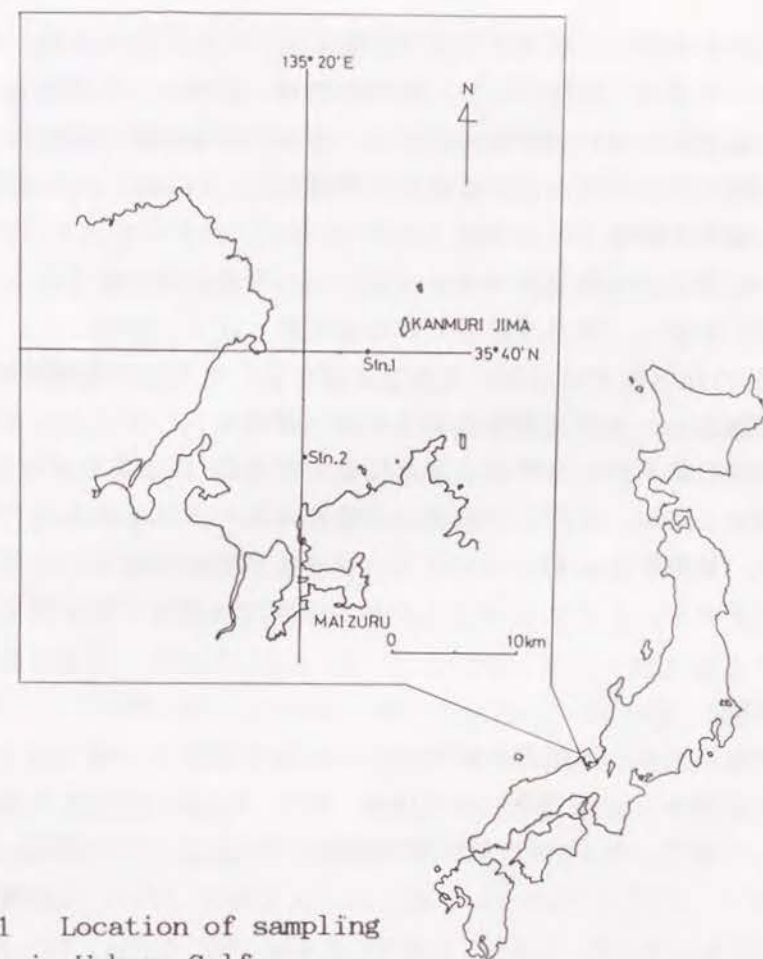 135° 20' E
N
KANMURI JIMA
35° 40' N
Stn.1
Stn.2
MAIZURU
0 10km
1 Location of sampling